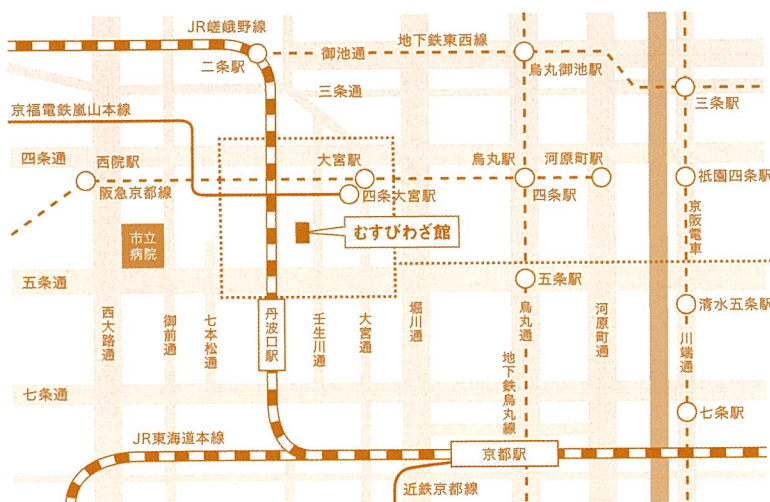 JR嵯峨野線
二条駅
御池通
地下鉄東西線
烏丸御池駅
三条通
三条駅
京福電鉄嵐山本線
四条通
西院駅
大宮駅
烏丸駅
河原町駅
阪急京都線
四条大宮駅
四条駅
祇園四条駅
京阪電車
むすびわざ館
市立
病院
五条通
五条駅
西大路通
御前通
七本松通
丹波口駅
壬生川通
大宮通
堀川通
烏丸通
河原町通
清水五条駅
川端通
七条通
地下鉄烏丸線
七条駅
JR東海道本線
京都駅
近鉄京都線